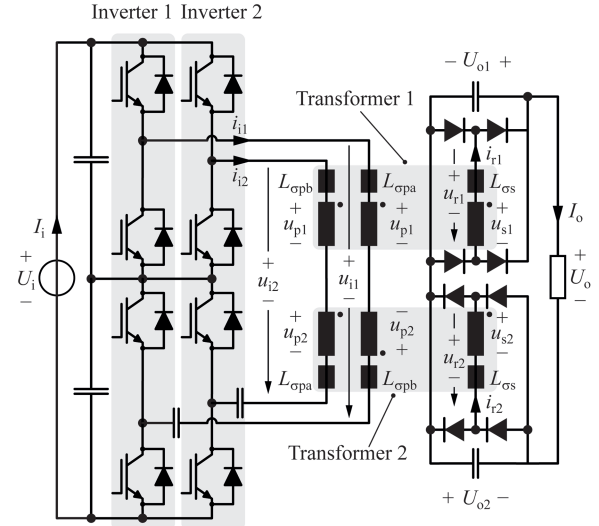 Inverter 1 Inverter 2
− U_o1 +
Transformer 1
i_i1
i_i2
L_σpb L_σpa i_r1 L_σs
I_i
+ U_i −
+ u_p1 − + u_p1 − + u_r1 − + u_s1 −
I_o
+ u_i2 − + u_i1 −
+ U_o −
+ u_p2 − − u_p2 + + u_r2 − + u_s2 −
L_σpa L_σpb L_σs
i_r2
Transformer 2
+ U_o2 −